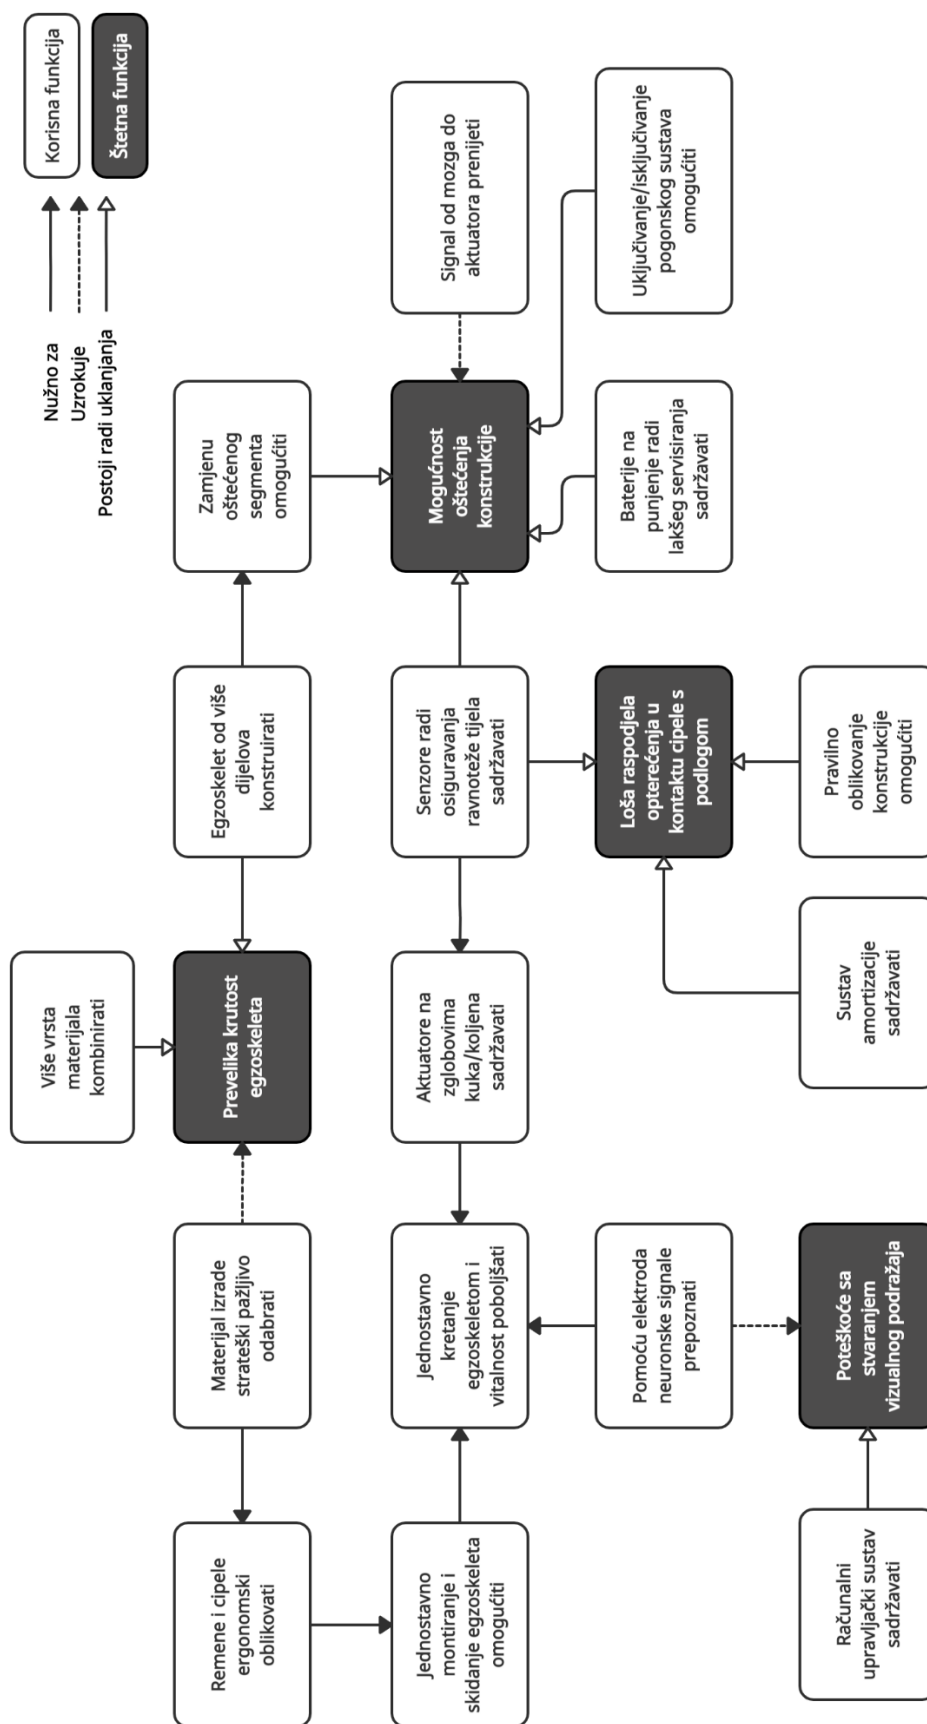 Nužno za
Uzrokuje
Postoji radi uklanjanja
Korisna funkcija
Štetna funkcija
Više vrsta
materijala
kombinirati
Remene i cipele
ergonomski
oblikovati
Materijal izrade
strateški pažljivo
odabrati
Prevelika krutost
egzoskeleta
Egzoskelet od više
dijelova
konstruirati
Zamjenu
oštećenog
segmenta
omogućiti
Jednostavno
montiranje i
skidanje egzoskeleta
omogućiti
Jednostavno
kretanje
egzoskeletom i
vitalnost poboljšati
Aktuatore na
zglobovima
kuka/koljena
sadržavati
Senzore radi
osiguravanja
ravnoteže tijela
sadržavati
Mogućnost
oštećenja
konstrukcije
Signal od mozga do
aktuatora prenijeti
Pomoću elektroda
neuronske signale
prepoznati
Loša raspodjela
opterećenja u
kontaktu cipele s
podlogom
Baterije na
punjenje radi
lakšeg servisiranja
sadržavati
Uključivanje/isključivanje
pogonskog sustava
omogućiti
Računalni
upravljački sustav
sadržavati
Poteškoće sa
stvaranjem
vizualnog podražaja
Sustav
amortizacije
sadržavati
Pravilno
oblikovanje
konstrukcije
omogućiti